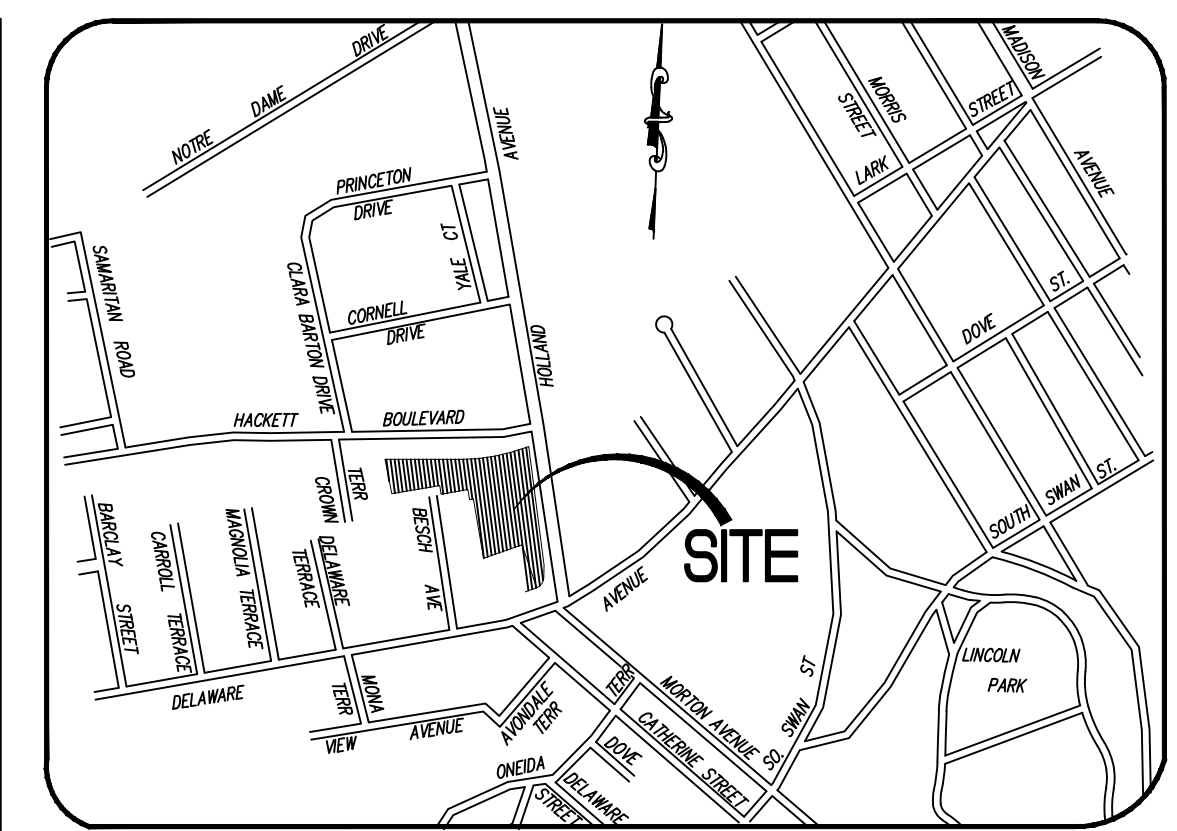 NOTRE DAME DRIVE
AVENUE
HOLLAND
PRINCETON
DRIVE
YALE CT
CORNELL
DRIVE
CLARA BARTON DRIVE
SAMARITAN ROAD
HACKETT BOULEVARD
MADISON
AVENUE
MORRIS
STREET
LARK STREET
DOVE ST.
SOUTH SWAN ST.
CROWN
TERR
BESCH AVE
BARCLAY STREET
CARROLL TERRACE
MAGNOLIA TERRACE
DELAWARE
TERRACE
SITE
DELAWARE
AVENUE
MONA
TERR
VIEW AVENUE
AVONDALE
TERR
TERR
MORTON AVENUE
CATHERINE STREET
SO. SWAN ST
LINCOLN
PARK
ONEIDA
DOVE
DELAWARE
STREET